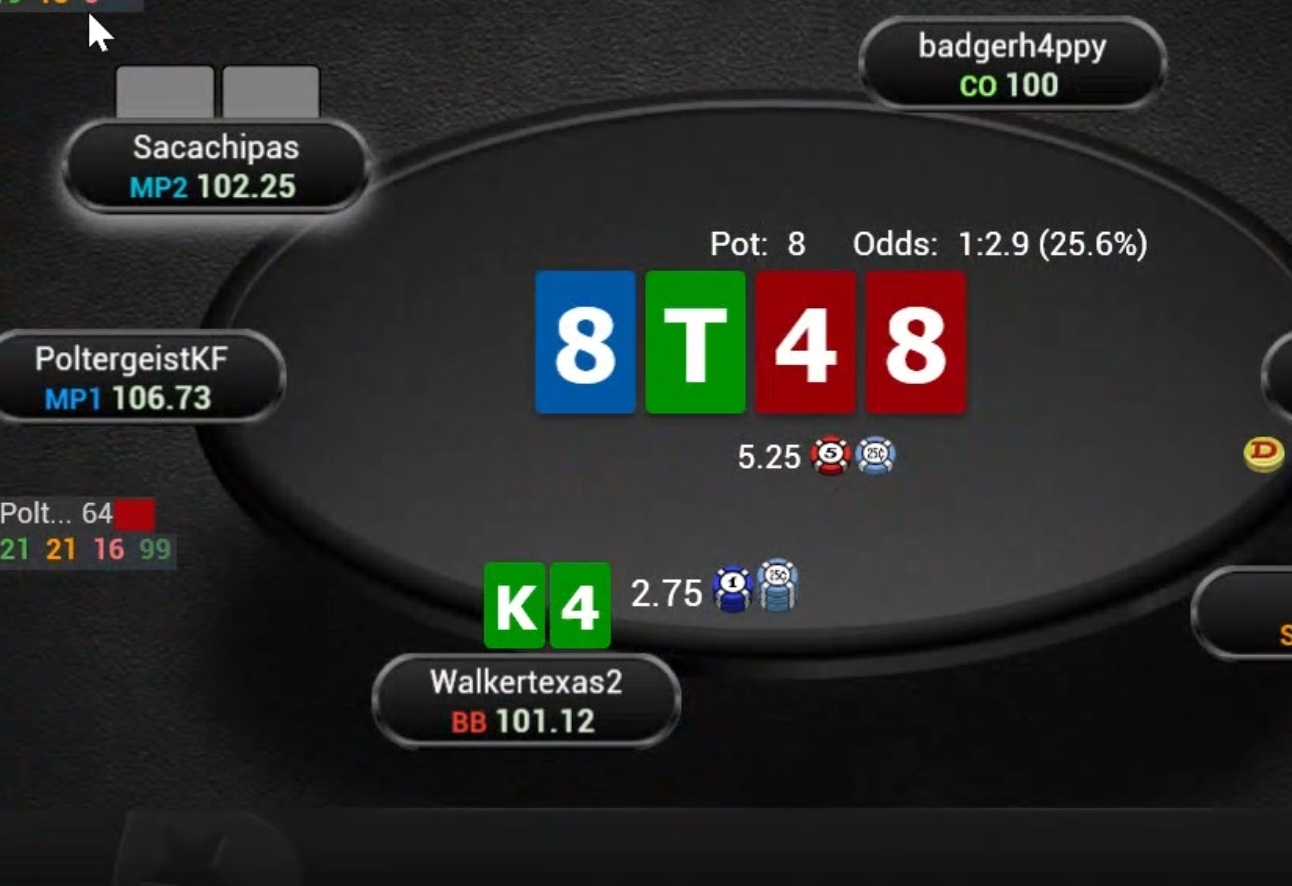 badgerh4ppy
CO 100
Sacachipas
MP2 102.25
Pot: 8 Odds: 1:2.9 (25.6%)
8 T 4 8
PoltergeistKF
MP1 106.73
5.25 5 25¢
D
Polt... 64
21 21 16 99
K 4 2.75 1 25¢
S
Walkertexas2
BB 101.12